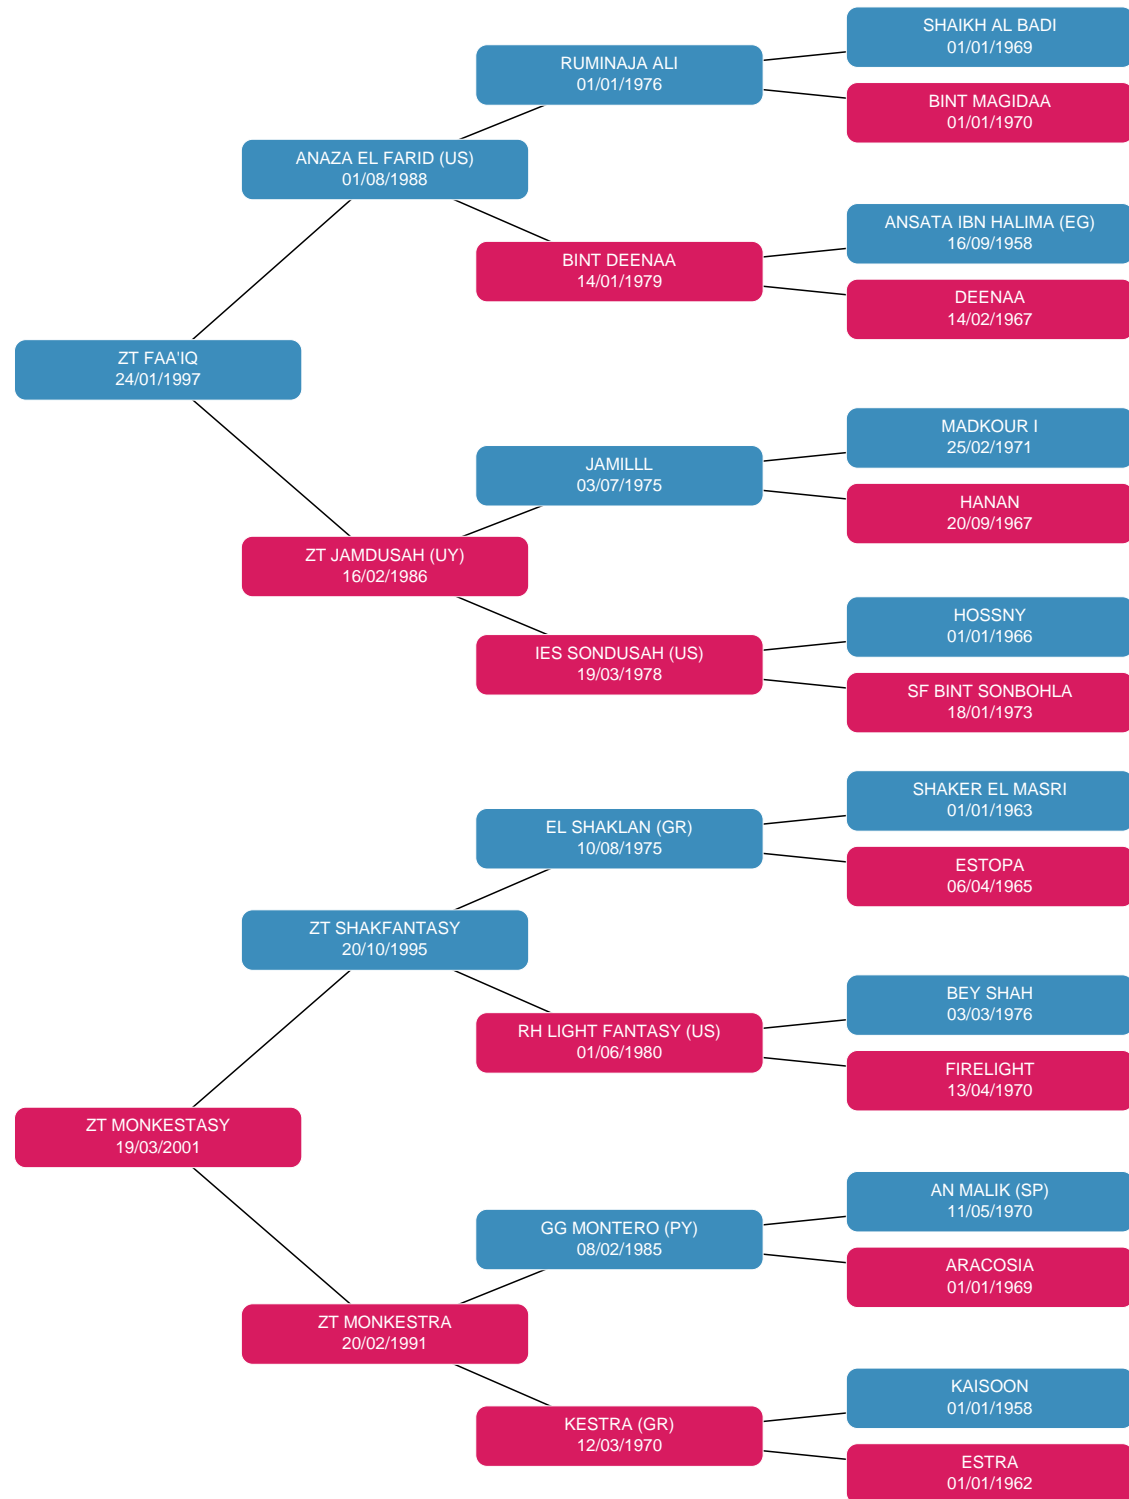 SHAIKH AL BADI
01/01/1969
RUMINAJA ALI
01/01/1976
BINT MAGIDAA
01/01/1970
ANAZA EL FARID (US)
01/08/1988
ANSATA IBN HALIMA (EG)
16/09/1958
BINT DEENAA
14/01/1979
DEENAA
14/02/1967
ZT FAA'IQ
24/01/1997
MADKOUR I
25/02/1971
JAMILLL
03/07/1975
HANAN
20/09/1967
ZT JAMDUSAH (UY)
16/02/1986
HOSSNY
01/01/1966
IES SONDUSAH (US)
19/03/1978
SF BINT SONBOHLA
18/01/1973
SHAKER EL MASRI
01/01/1963
EL SHAKLAN (GR)
10/08/1975
ESTOPA
06/04/1965
ZT SHAKFANTASY
20/10/1995
BEY SHAH
03/03/1976
RH LIGHT FANTASY (US)
01/06/1980
FIRELIGHT
13/04/1970
ZT MONKESTASY
19/03/2001
AN MALIK (SP)
11/05/1970
GG MONTERO (PY)
08/02/1985
ARACOSIA
01/01/1969
ZT MONKESTRA
20/02/1991
KAISOON
01/01/1958
KESTRA (GR)
12/03/1970
ESTRA
01/01/1962